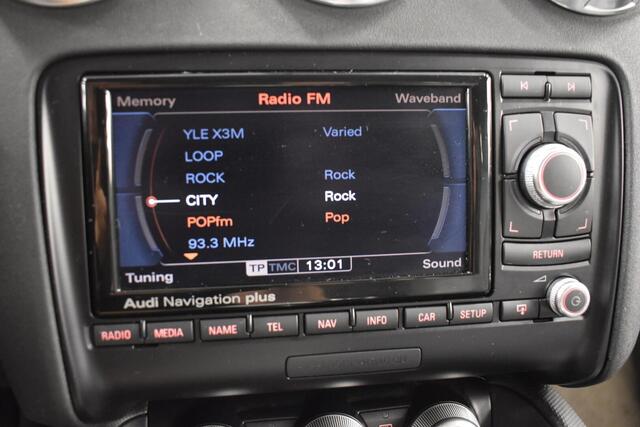 Memory Radio FM Waveband
YLE X3M Varied
LOOP
ROCK Rock
CITY Rock
POPfm Pop
93.3 MHz
TP TMC 13:01
Tuning Sound
Audi Navigation plus
RETURN
RADIO MEDIA NAME TEL NAV INFO CAR SETUP